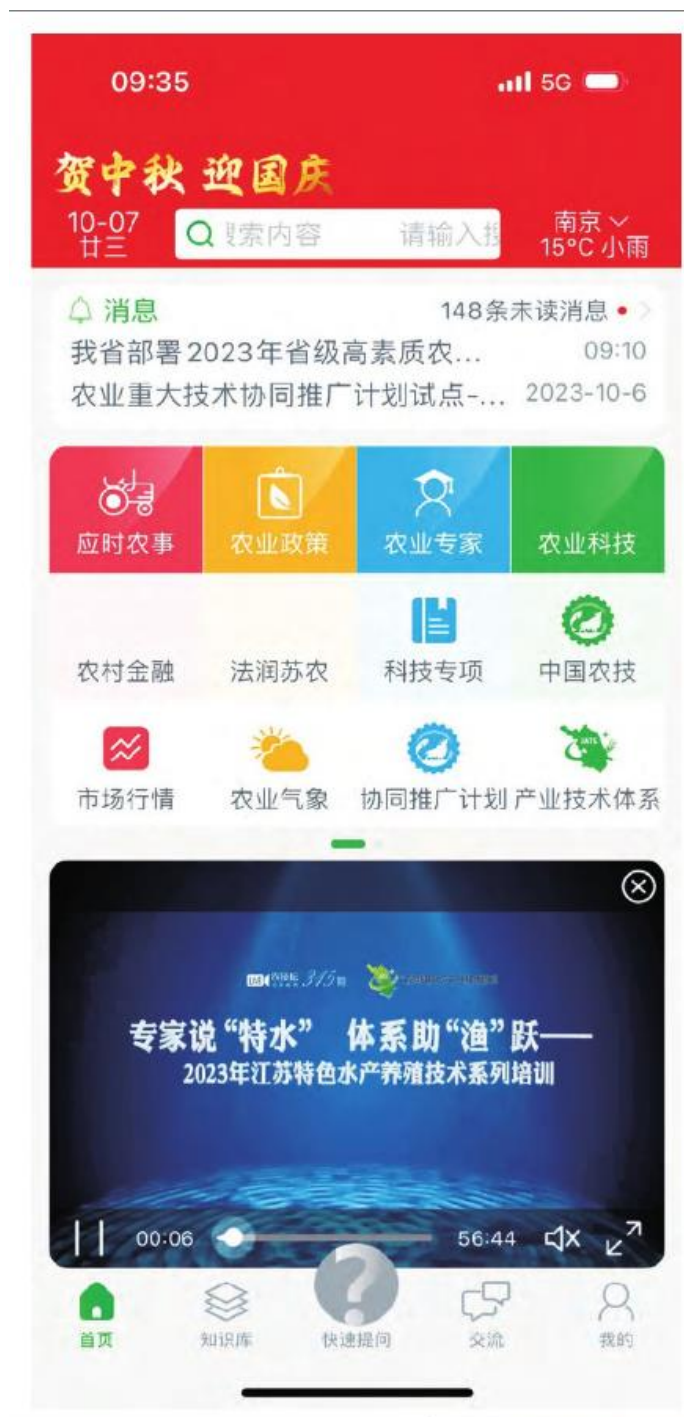 09:35 5G
贺中秋 迎国庆
10-07 搜索内容 请输入搜 南京
廿三 15°C 小雨
消息 148条未读消息
我省部署2023年省级高素质农... 09:10
农业重大技术协同推广计划试点-... 2023-10-6
应时农事 农业政策 农业专家 农业科技
农村金融 法润苏农 科技专项 中国农技
市场行情 农业气象 协同推广计划 产业技术体系
315期
专家说“特水” 体系助“渔”跃——
2023年江苏特色水产养殖技术系列培训
00:06 56:44
首页 知识库 快速提问 交流 我的